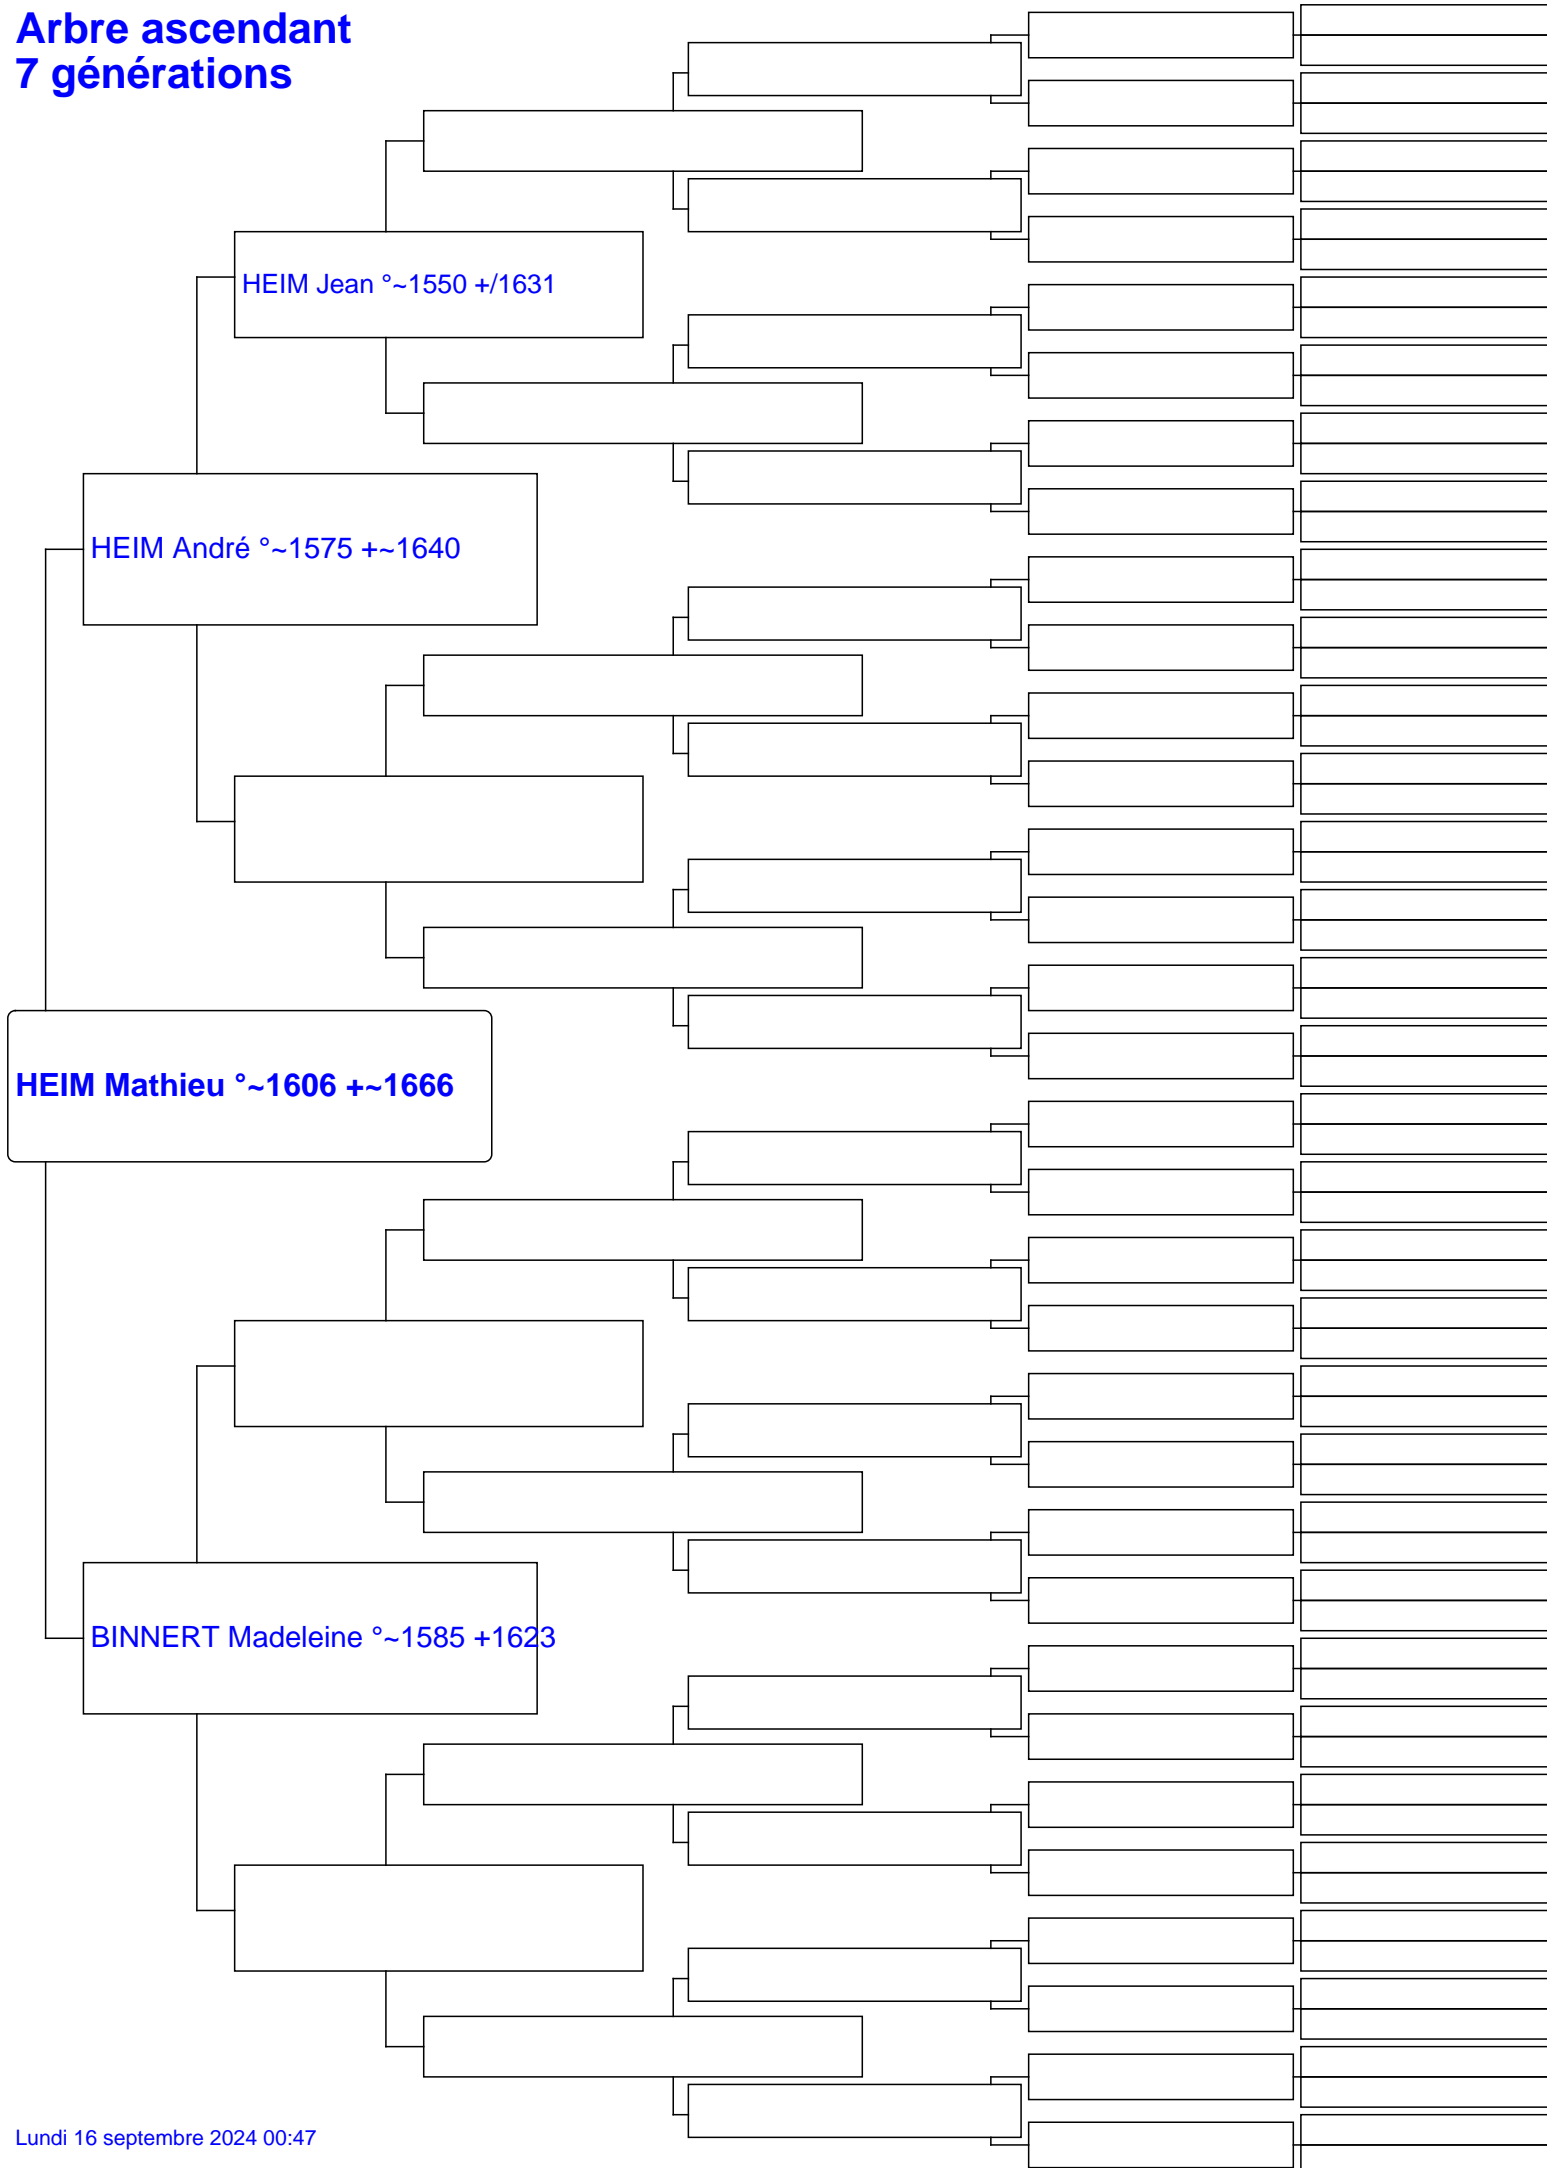 Arbre ascendant
7 générations
HEIM Jean °~1550 +/1631
HEIM André °~1575 +~1640
HEIM Mathieu °~1606 +~1666
BINNERT Madeleine °~1585 +1623
Lundi 16 septembre 2024 00:47